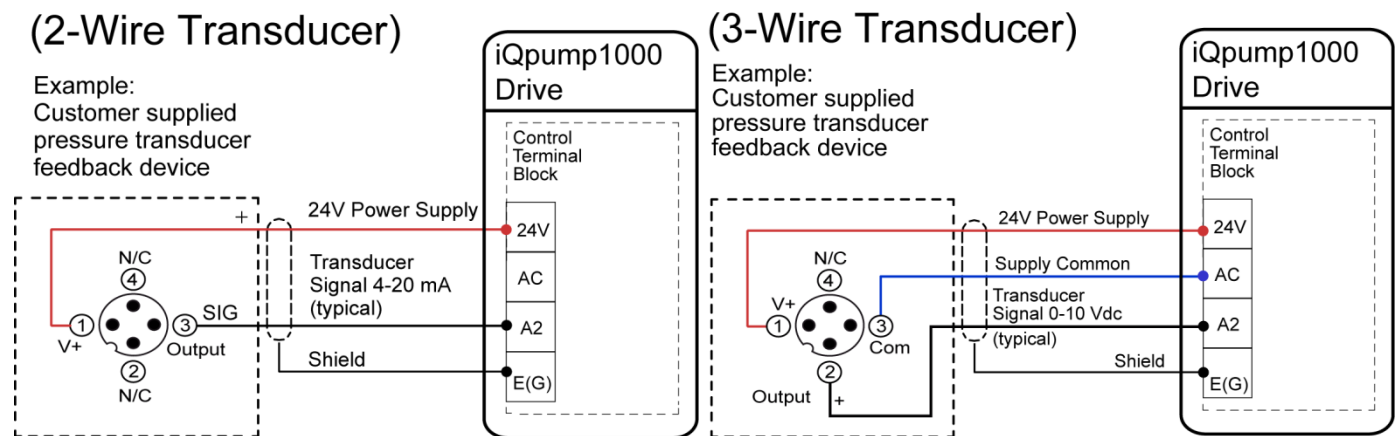 (2-Wire Transducer)
Example:
Customer supplied
pressure transducer
feedback device
iQpump1000
Drive
Control
Terminal
Block
+
24V Power Supply
24V
N/C
4
Transducer
Signal 4-20 mA
(typical)
AC
1
V+
3
SIG
Output
A2
2
N/C
Shield
E(G)
(3-Wire Transducer)
Example:
Customer supplied
pressure transducer
feedback device
iQpump1000
Drive
Control
Terminal
Block
24V Power Supply
24V
N/C
4
Supply Common
AC
V+
1
3
Com
Transducer
Signal 0-10 Vdc
(typical)
A2
2
Output
+
Shield
E(G)